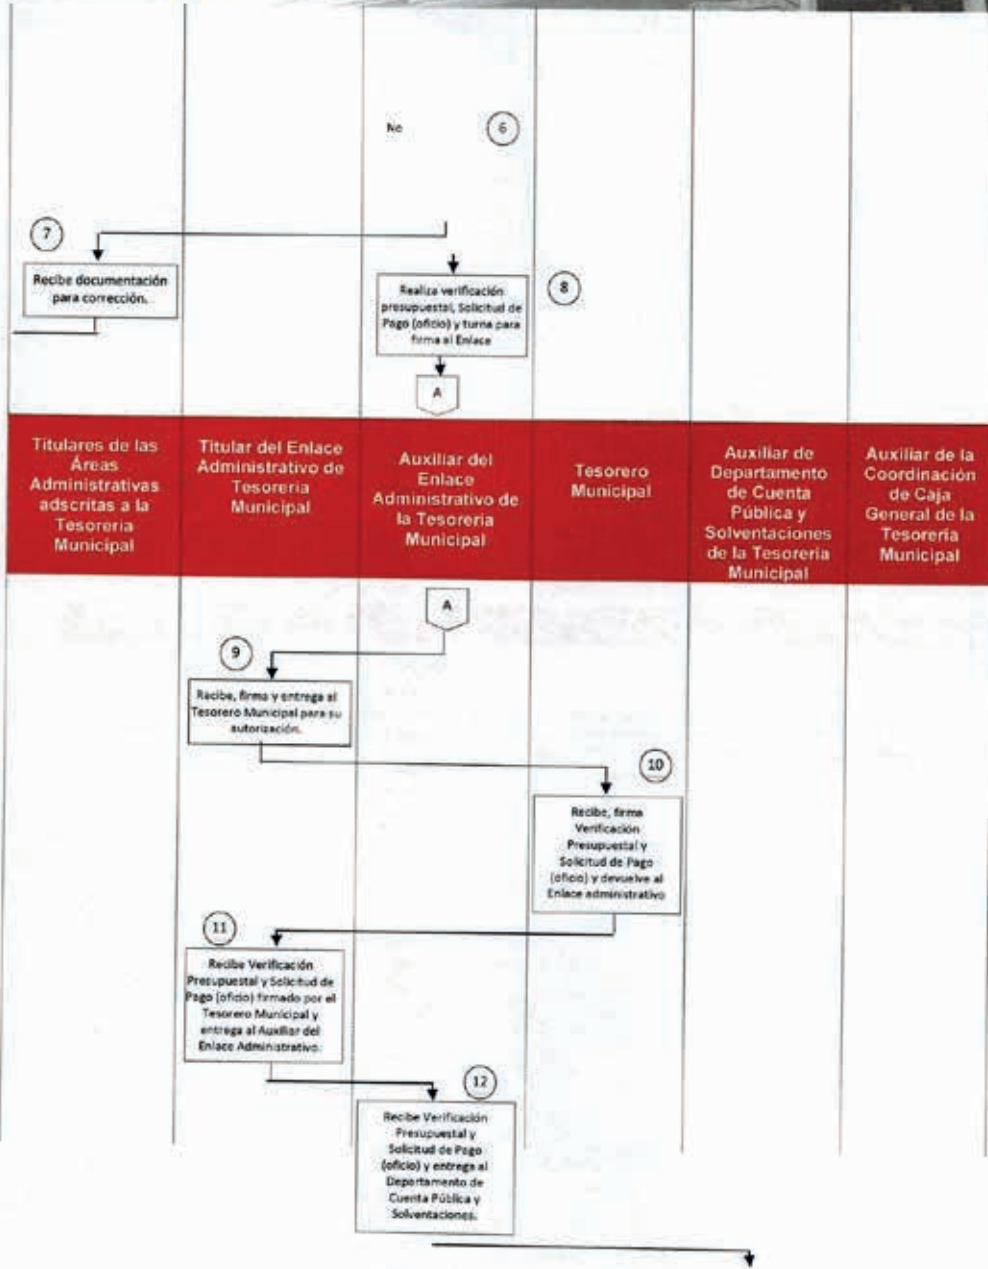 No
6
7
Recibe documentación
para corrección.
Realiza verificación
presupuestal, Solicitud de
Pago (oficio) y turna para
firma al Enlace
8
A
Titulares de las
Áreas
Administrativas
adscritas a la
Tesoreria
Municipal
Titular del Enlace
Administrativo de
Tesoreria
Municipal
Auxiliar del
Enlace
Administrativo de
la Tesoreria
Municipal
Tesorero
Municipal
Auxiliar de
Departamento
de Cuenta
Pública y
Solventaciones
de la Tesoreria
Municipal
Auxiliar de la
Coordinación
de Caja
General de la
Tesoreria
Municipal
A
9
Recibe, firma y entrega al
Tesorero Municipal para su
autorización.
10
Recibe, firma
Verificación
Presupuestal y
Solicitud de Pago
(oficio) y devuelve al
Enlace administrativo
11
Recibe Verificación
Presupuestal y Solicitud de
Pago (oficio) firmado por el
Tesorero Municipal y
entrega al Auxiliar del
Enlace Administrativo.
12
Recibe Verificación
Presupuestal y
Solicitud de Pago
(oficio) y entrega al
Departamento de
Cuenta Pública y
Solventaciones.